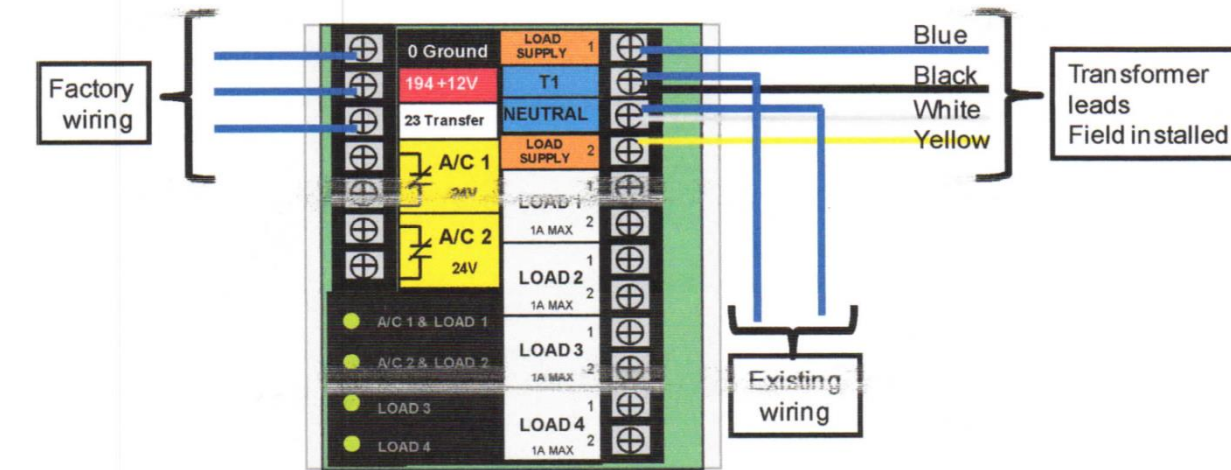 Factory
wiring
0 Ground
194 +12V
23 Transfer
A/C 1
24V
A/C 2
24V
A/C 1 & LOAD 1
A/C 2 & LOAD 2
LOAD 3
LOAD 4
LOAD
SUPPLY 1
T1
NEUTRAL
LOAD
SUPPLY 2
LOAD 1
1A MAX
1
2
LOAD 2
1A MAX
1
2
LOAD 3
1A MAX
1
2
LOAD 4
1A MAX
1
2
Blue
Black
White
Yellow
Transformer
leads
Field installed
Existing
wiring